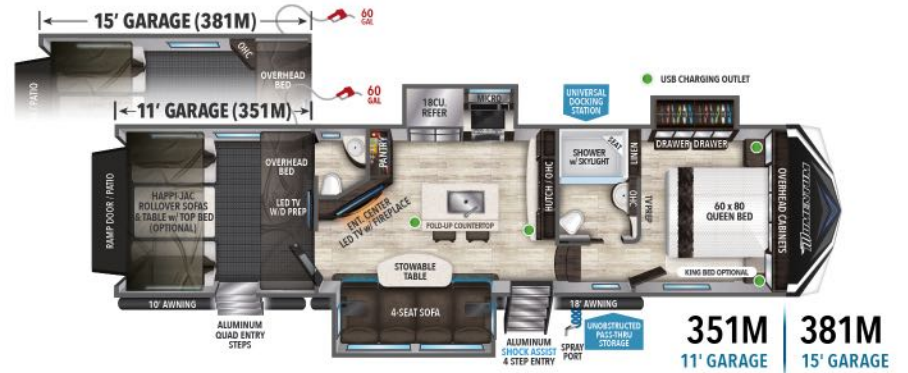 15' GARAGE (381M)
60
GAL
OHC
OVERHEAD
BED
/ PATIO
60
GAL
11' GARAGE (351M)
USB CHARGING OUTLET
18CU.
REFER
MICRO
UNIVERSAL
DOCKING
STATION
DRAWER
DRAWER
PANTRY
SHOWER
w/ SKYLIGHT
SEAT
LINEN
OVERHEAD
BED
RAMP DOOR / PATIO
HAPPI-JAC
ROLLOVER SOFAS
& TABLE w/ TOP BED
(OPTIONAL)
LED TV
W/D PREP
ENT. CENTER
LED TV w/ FIREPLACE
FOLD-UP COUNTERTOP
HUTCH / OHC
OHC
TV PREP
60 x 80
QUEEN BED
OVERHEAD CABINETS
MOMENTUM
KING BED OPTIONAL
STOWABLE
TABLE
4-SEAT SOFA
10' AWNING
18' AWNING
ALUMINUM
QUAD ENTRY
STEPS
ALUMINUM
SHOCK ASSIST
4 STEP ENTRY
SPRAY
PORT
UNOBSTRUCTED
PASS-THRU
STORAGE
351M
11' GARAGE
381M
15' GARAGE